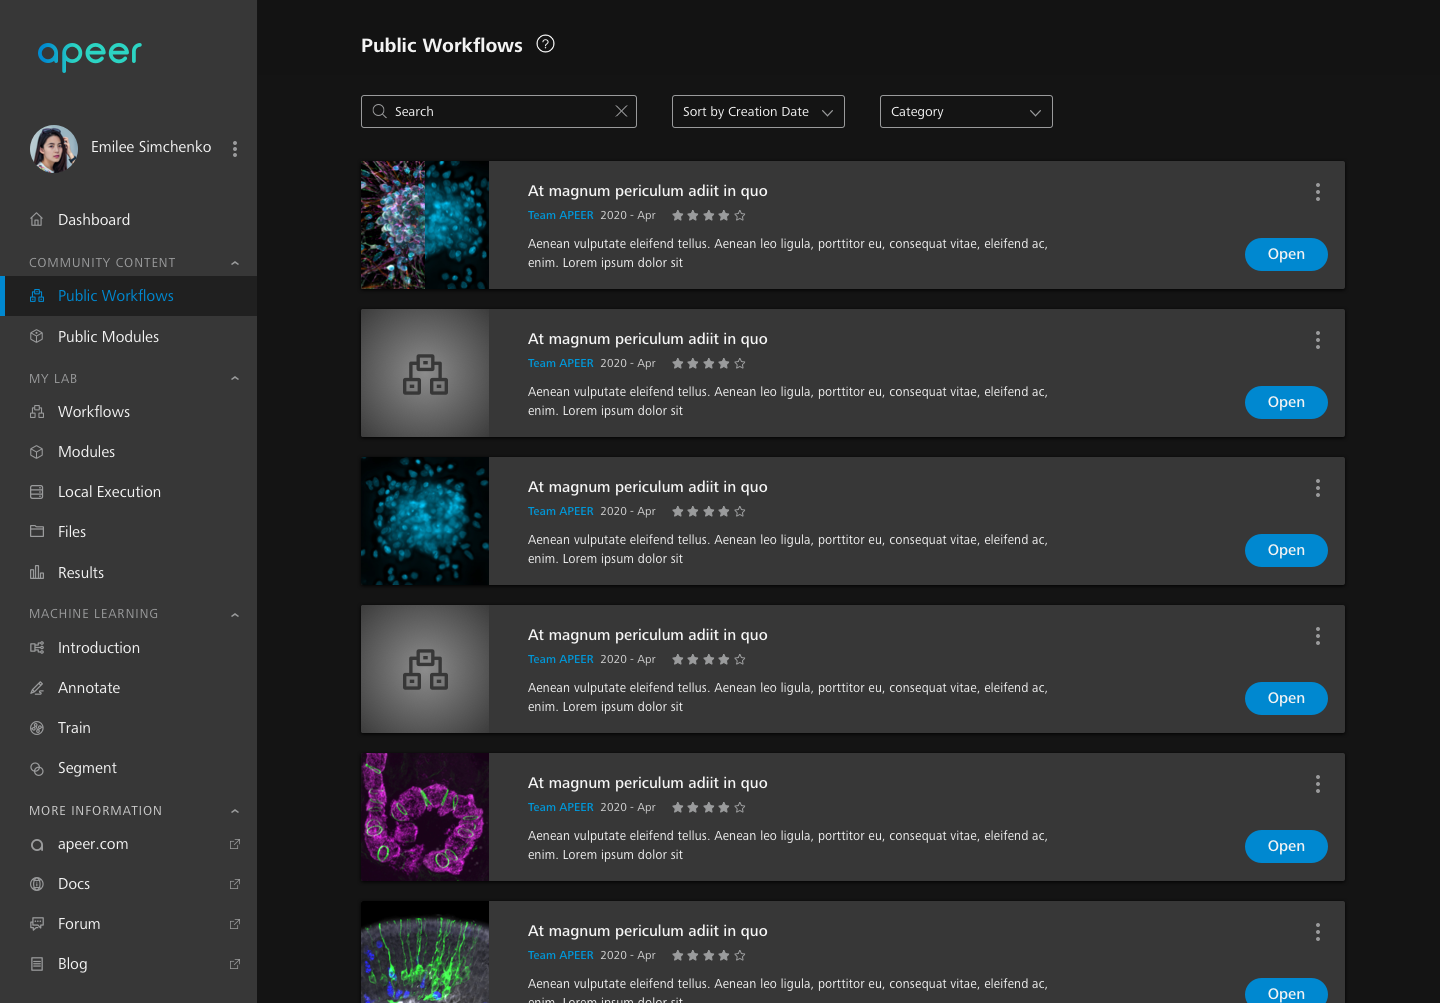 apeer
Emilee Simchenko
Dashboard
COMMUNITY CONTENT
Public Workflows
Public Modules
MY LAB
Workflows
Modules
Local Execution
Files
Results
MACHINE LEARNING
Introduction
Annotate
Train
Segment
MORE INFORMATION
apeer.com
Docs
Forum
Blog
Public Workflows ?
Search
Sort by Creation Date
Category
At magnum periculum adiit in quo
Team APEER 2020 - Apr
Aenean vulputate eleifend tellus. Aenean leo ligula, porttitor eu, consequat vitae, eleifend ac,
enim. Lorem ipsum dolor sit
Open
At magnum periculum adiit in quo
Team APEER 2020 - Apr
Aenean vulputate eleifend tellus. Aenean leo ligula, porttitor eu, consequat vitae, eleifend ac,
enim. Lorem ipsum dolor sit
Open
At magnum periculum adiit in quo
Team APEER 2020 - Apr
Aenean vulputate eleifend tellus. Aenean leo ligula, porttitor eu, consequat vitae, eleifend ac,
enim. Lorem ipsum dolor sit
Open
At magnum periculum adiit in quo
Team APEER 2020 - Apr
Aenean vulputate eleifend tellus. Aenean leo ligula, porttitor eu, consequat vitae, eleifend ac,
enim. Lorem ipsum dolor sit
Open
At magnum periculum adiit in quo
Team APEER 2020 - Apr
Aenean vulputate eleifend tellus. Aenean leo ligula, porttitor eu, consequat vitae, eleifend ac,
enim. Lorem ipsum dolor sit
Open
At magnum periculum adiit in quo
Team APEER 2020 - Apr
Aenean vulputate eleifend tellus. Aenean leo ligula, porttitor eu, consequat vitae, eleifend ac,
enim. Lorem ipsum dolor sit
Open